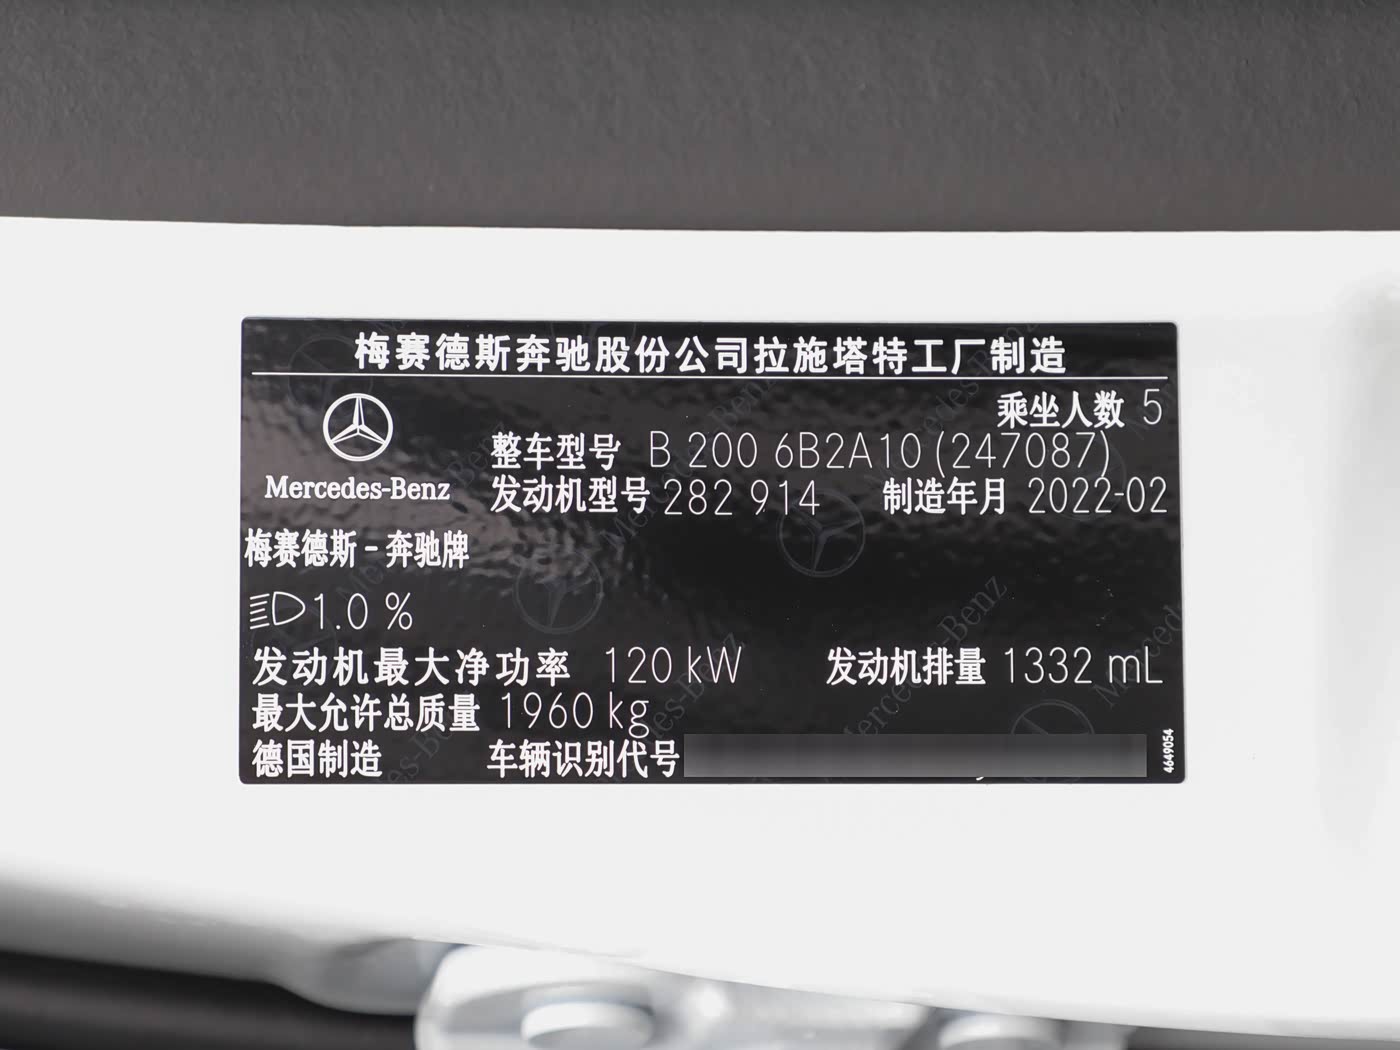 梅赛德斯奔驰股份公司拉施塔特工厂制造
乘坐人数 5
整车型号 B 200 6B2A10 (247087)
Mercedes-Benz
发动机型号 282 914 制造年月 2022-02
梅赛德斯-奔驰牌
1.0 %
发动机最大净功率 120 kW 发动机排量 1332 mL
最大允许总质量 1960 kg
德国制造 车辆识别代号
4649054